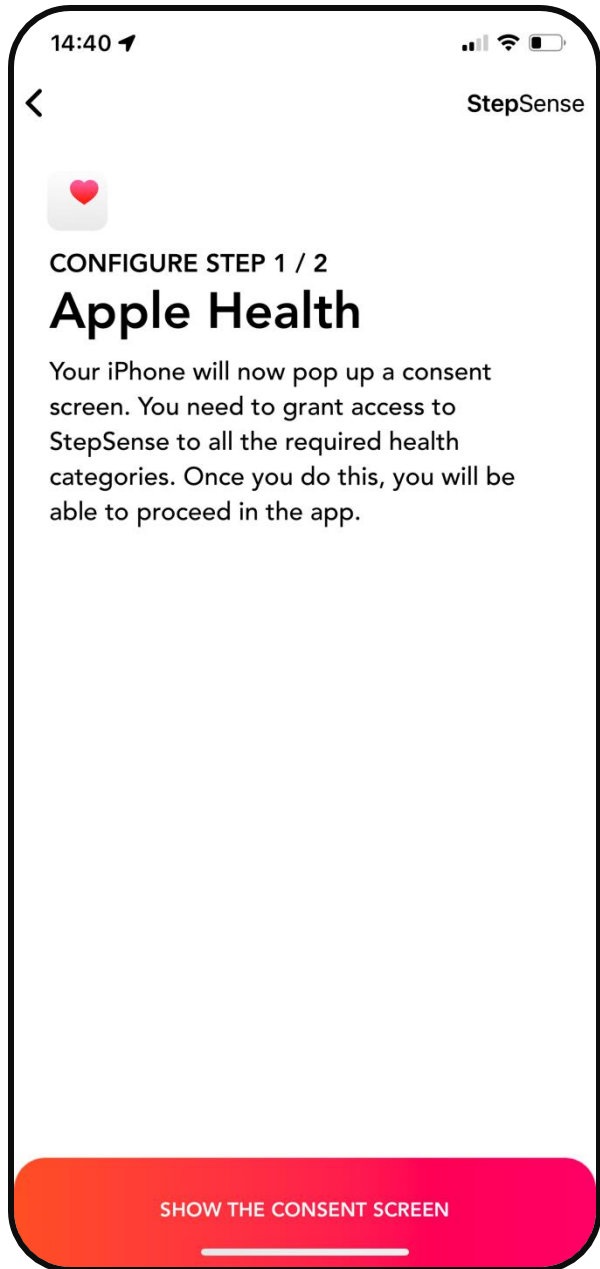 14:40
StepSense
CONFIGURE STEP 1 / 2
Apple Health
Your iPhone will now pop up a consent
screen. You need to grant access to
StepSense to all the required health
categories. Once you do this, you will be
able to proceed in the app.
SHOW THE CONSENT SCREEN